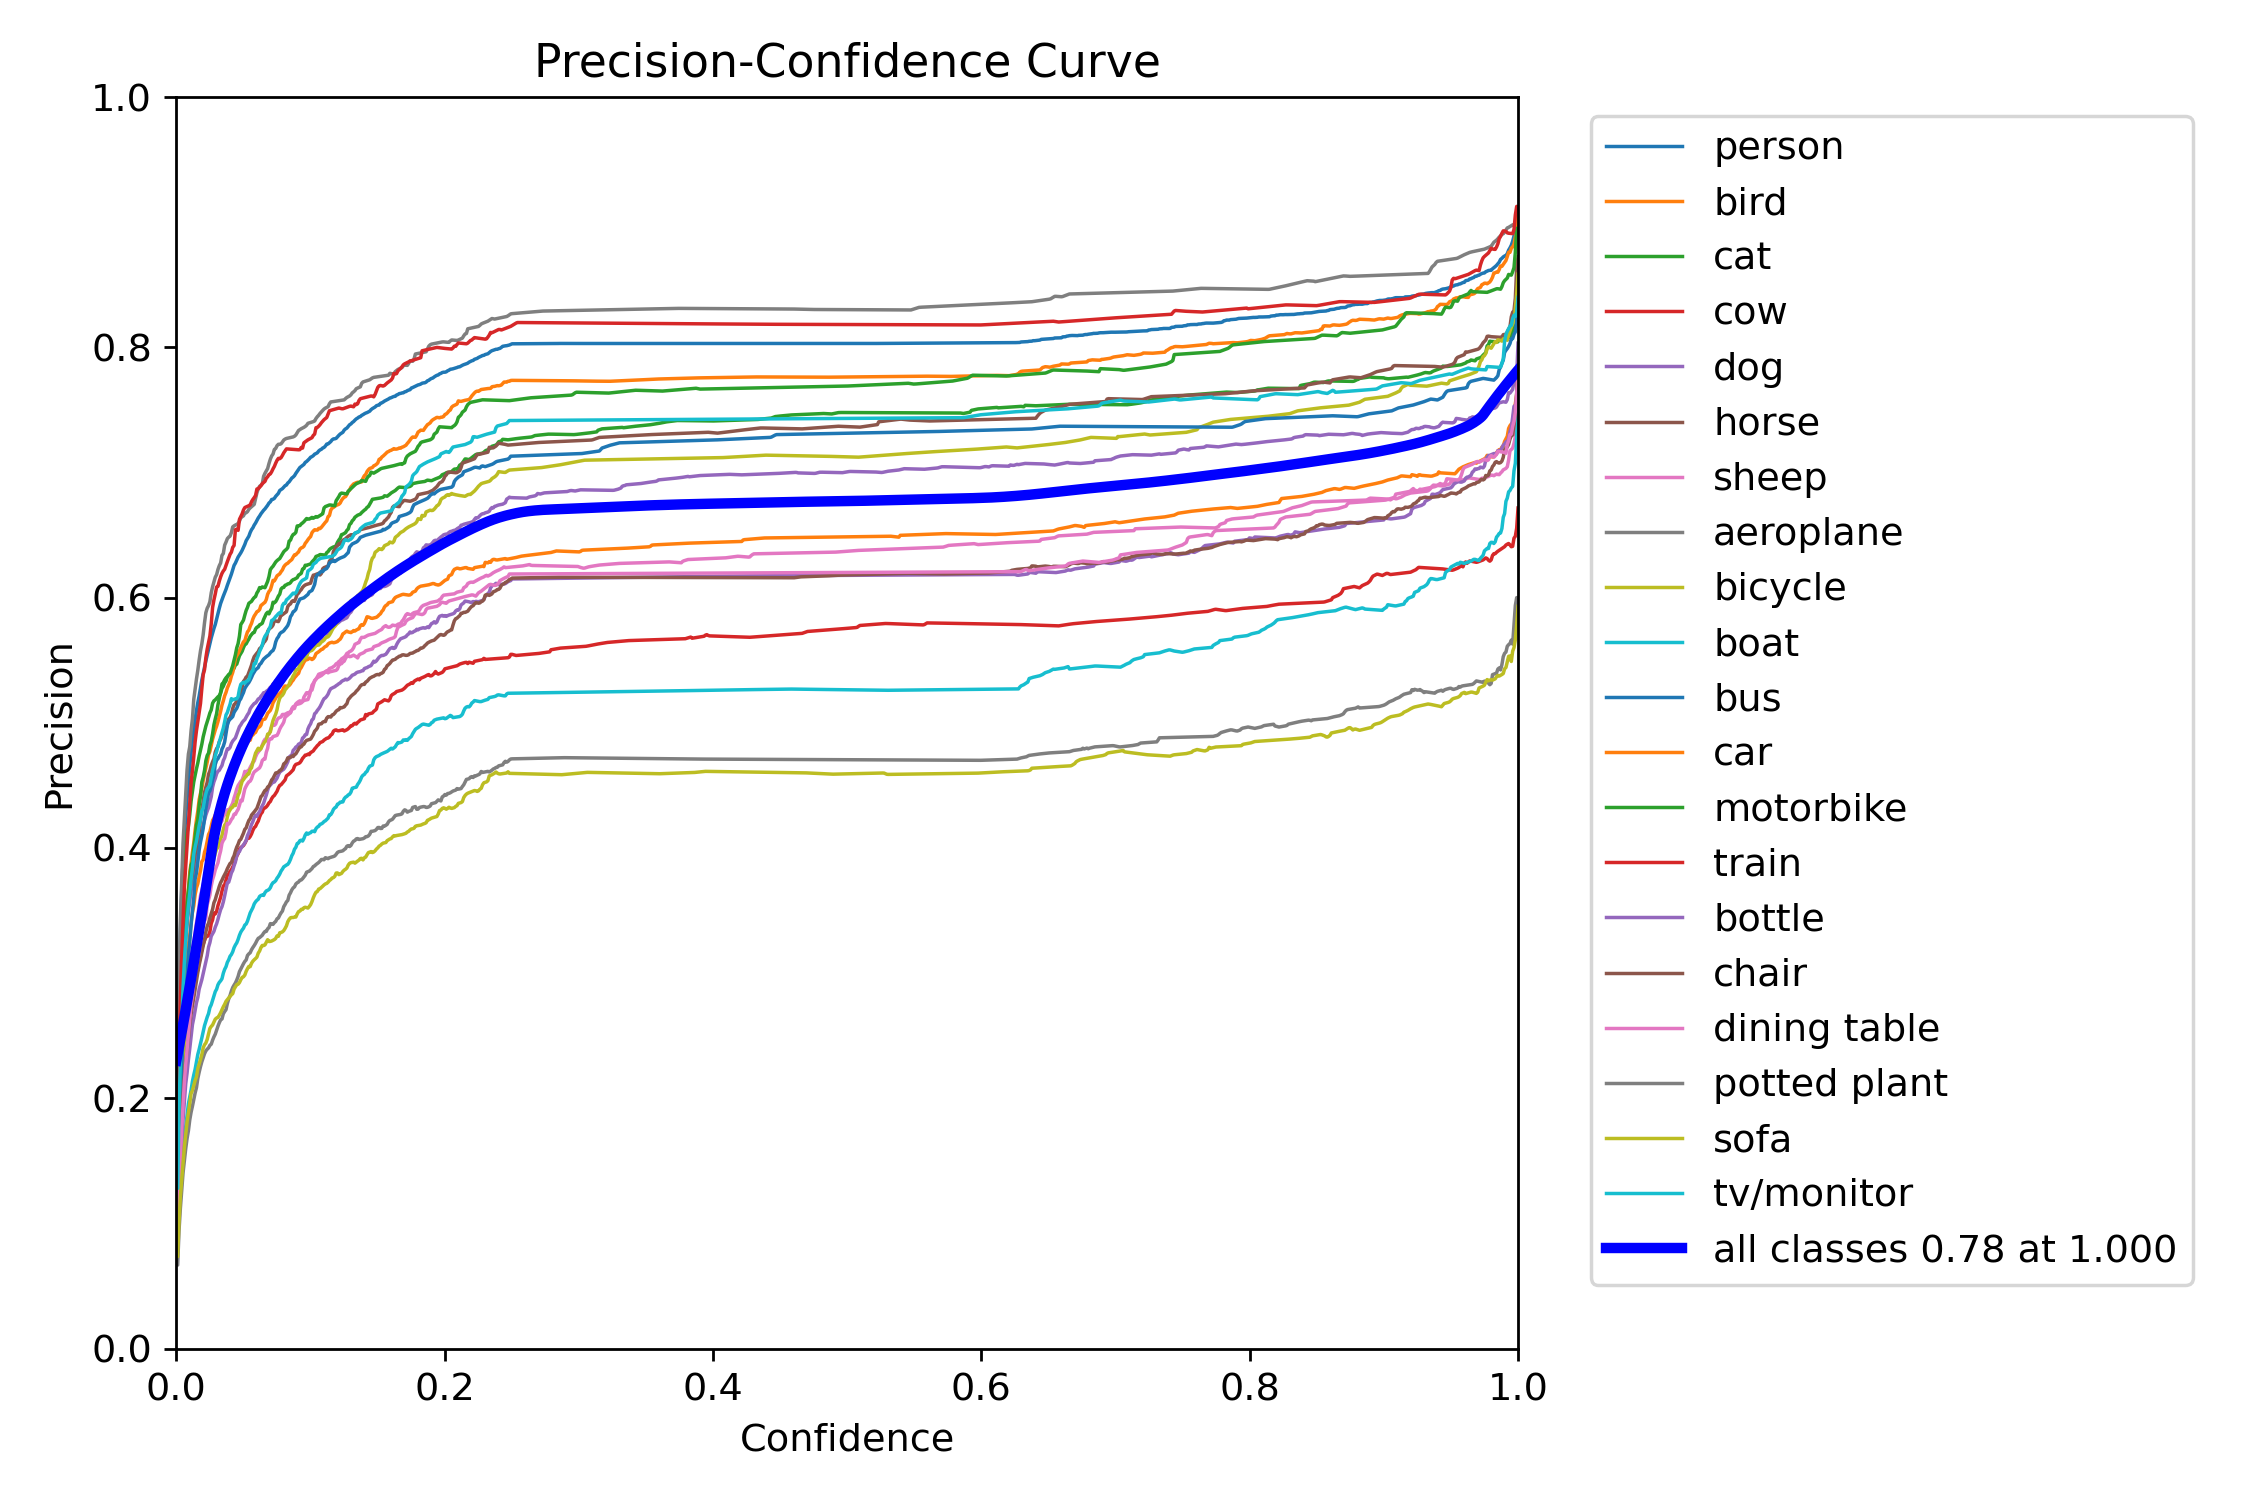 Precision-Confidence Curve
1.0
0.8
0.6
0.4
0.2
0.0
Precision
0.0 0.2 0.4 0.6 0.8 1.0
Confidence
person
bird
cat
cow
dog
horse
sheep
aeroplane
bicycle
boat
bus
car
motorbike
train
bottle
chair
dining table
potted plant
sofa
tv/monitor
all classes 0.78 at 1.000